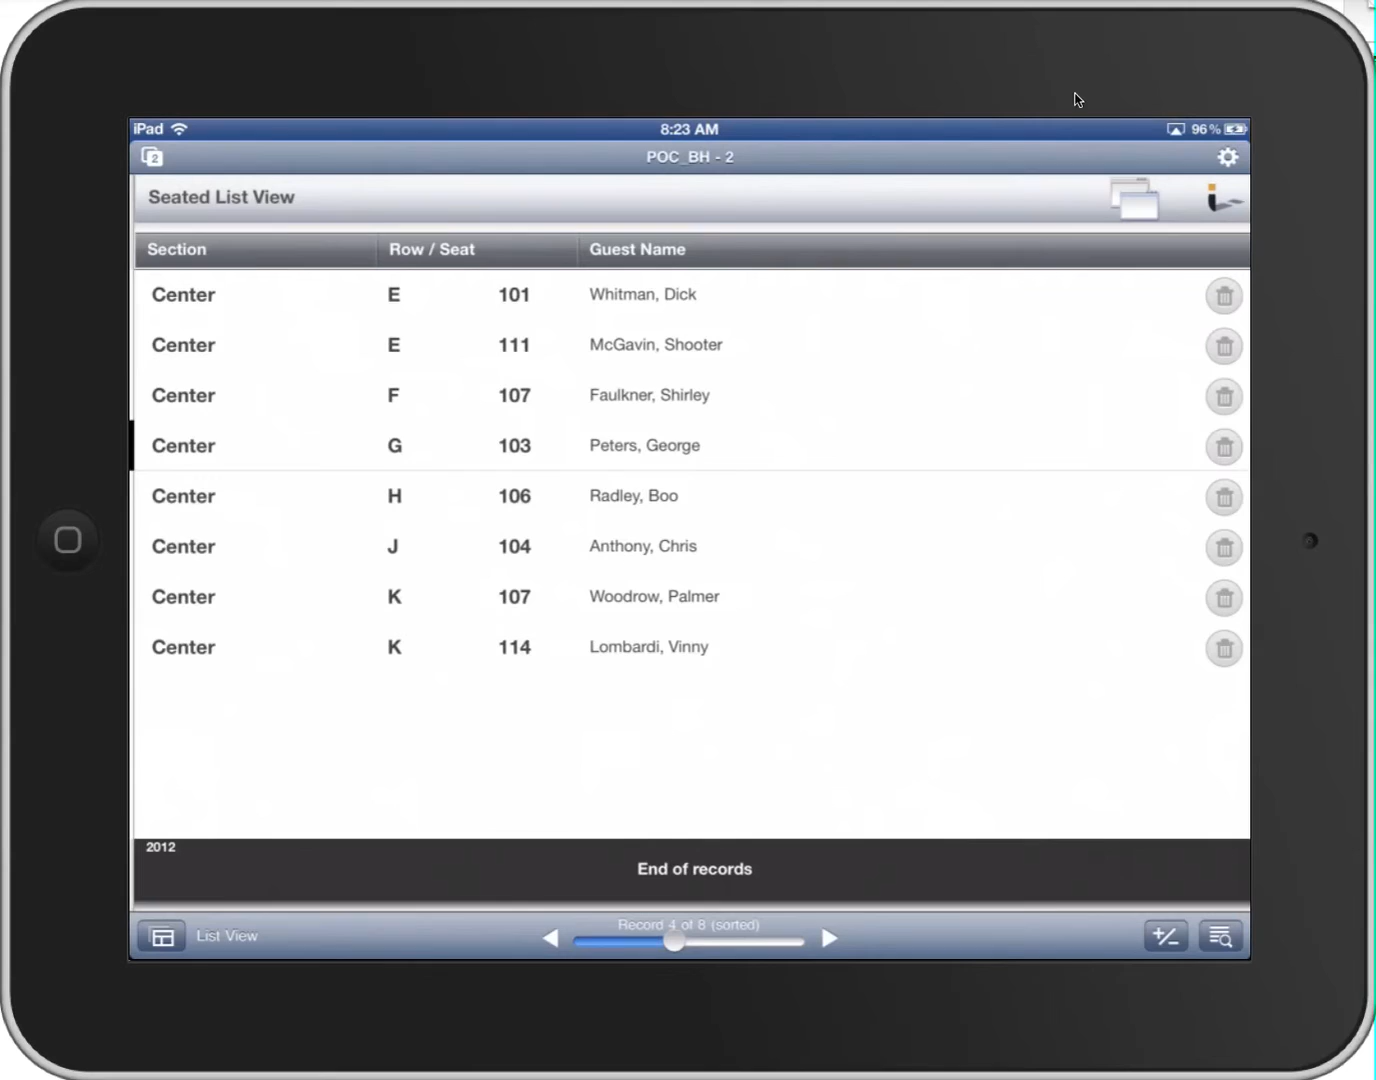 iPad 8:23 AM 96%
2 POC_BH - 2
Seated List View
Section Row / Seat Guest Name
Center E 101 Whitman, Dick
Center E 111 McGavin, Shooter
Center F 107 Faulkner, Shirley
Center G 103 Peters, George
Center H 106 Radley, Boo
Center J 104 Anthony, Chris
Center K 107 Woodrow, Palmer
Center K 114 Lombardi, Vinny
2012
End of records
Record 4 of 8 (sorted)
List View